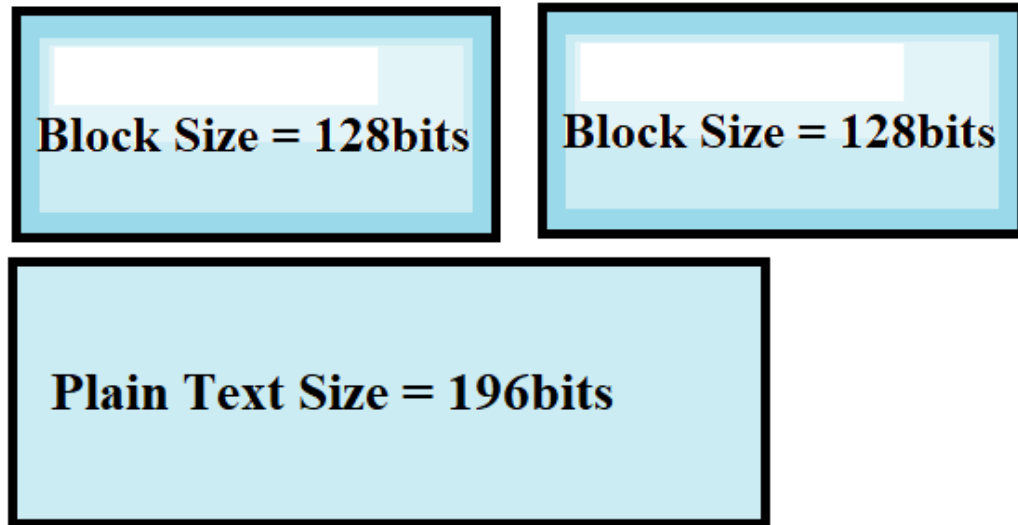 Block Size = 128bits
Block Size = 128bits
Plain Text Size = 196bits